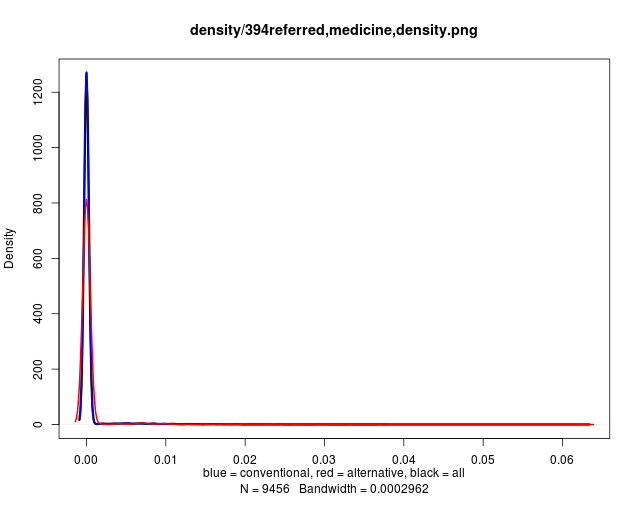 density/394referred,medicine,density.png
Density
0
200
400
600
800
1000
1200
0.00 0.01 0.02 0.03 0.04 0.05 0.06
blue = conventional, red = alternative, black = all
N = 9456 Bandwidth = 0.0002962